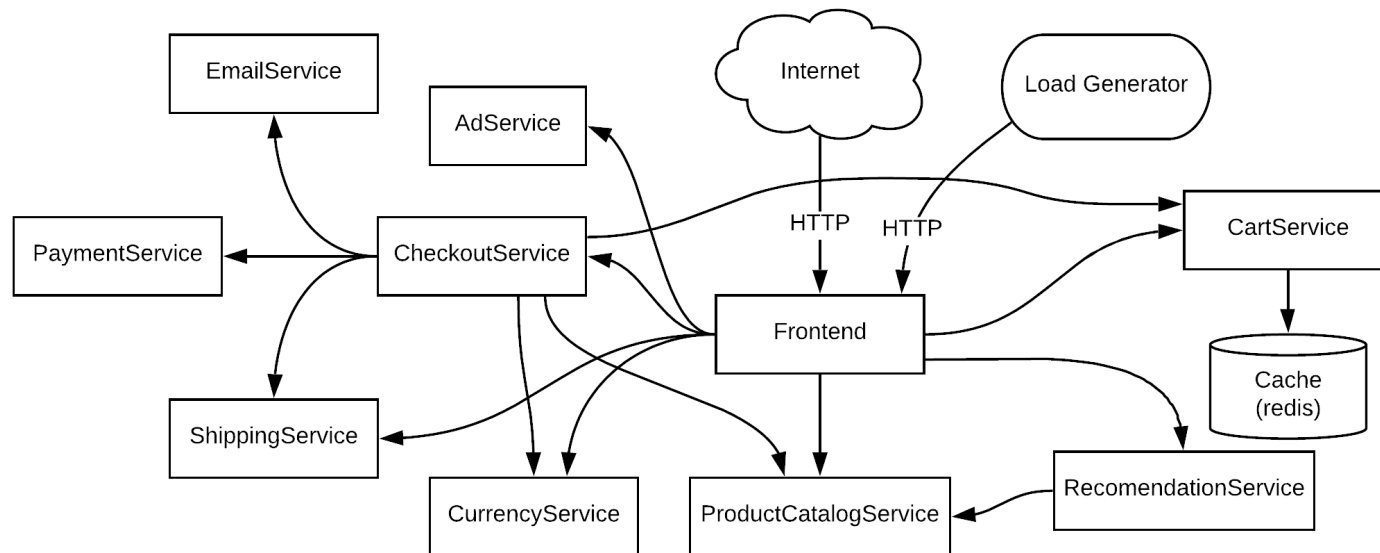 EmailService
Internet
Load Generator
AdService
HTTP
HTTP
PaymentService
CheckoutService
CartService
Frontend
Cache
(redis)
ShippingService
CurrencyService
ProductCatalogService
RecomendationService